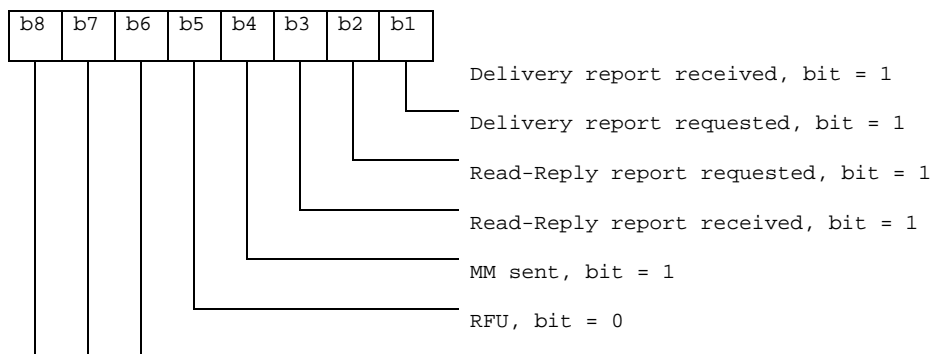 b8 b7 b6 b5 b4 b3 b2 b1
Delivery report received, bit = 1
Delivery report requested, bit = 1
Read-Reply report requested, bit = 1
Read-Reply report received, bit = 1
MM sent, bit = 1
RFU, bit = 0